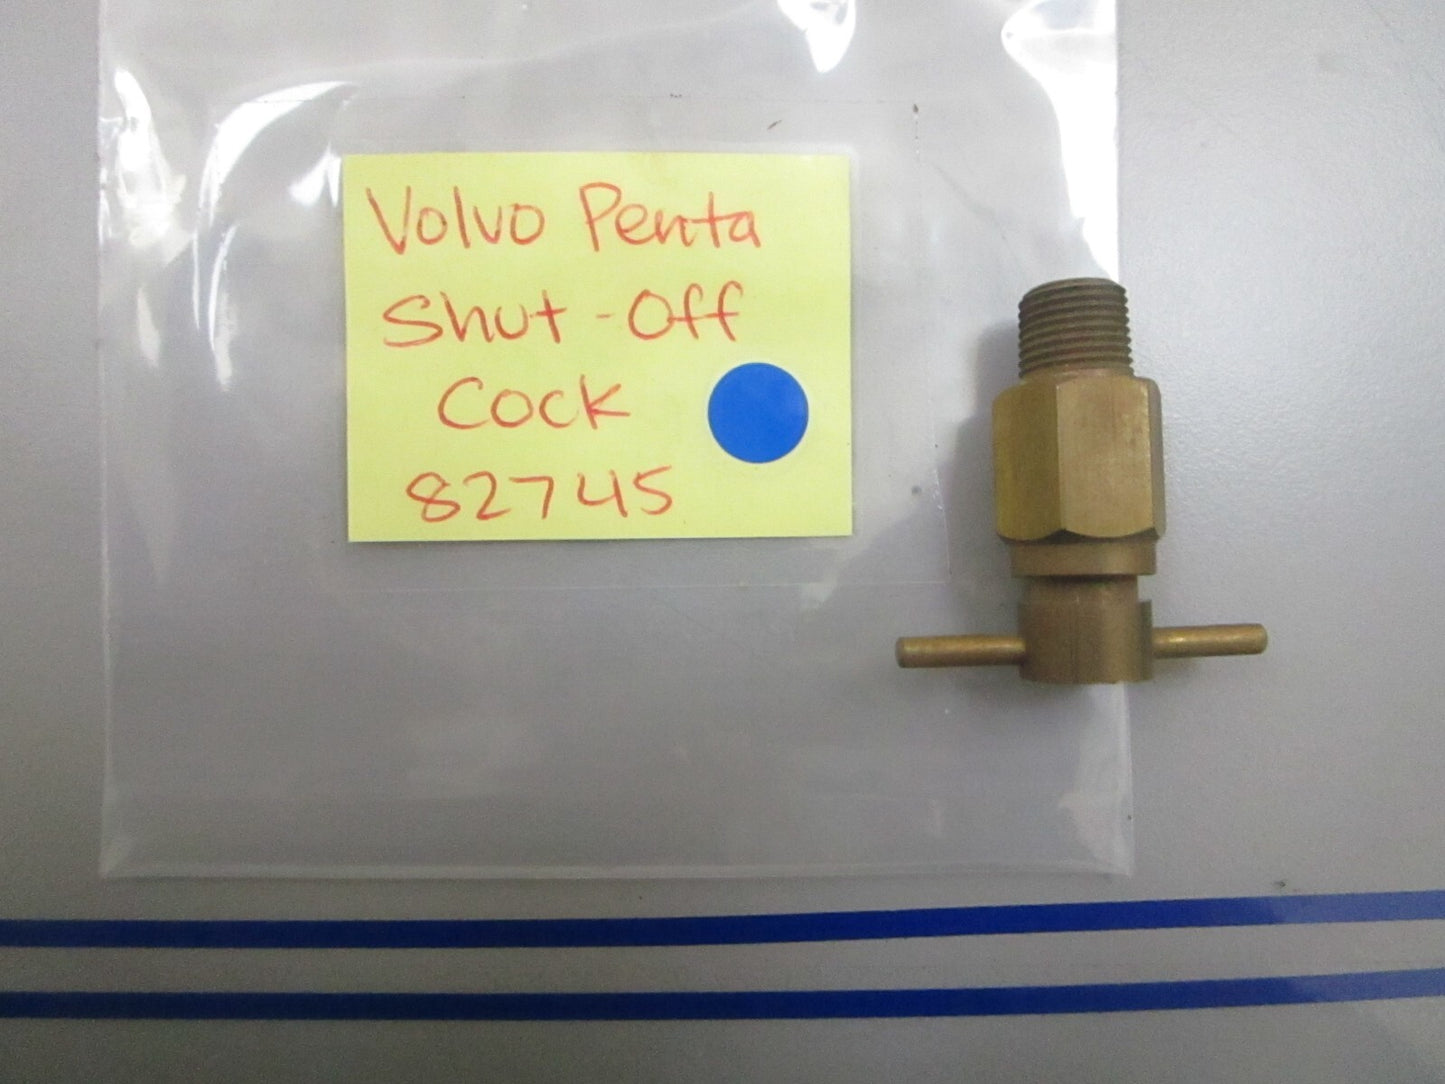 Volvo Penta
Shut-Off
Cock
82745